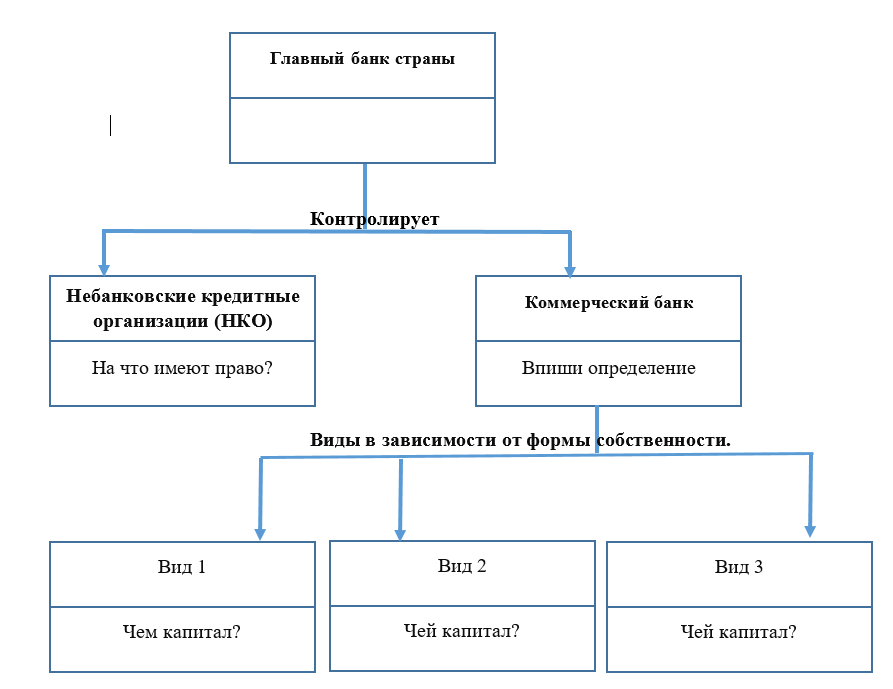 Главный банк страны
Контролирует
Небанковские кредитные
организации (НКО)
На что имеют право?
Коммерческий банк
Впиши определение
Виды в зависимости от формы собственности.
Вид 1
Чем капитал?
Вид 2
Чей капитал?
Вид 3
Чей капитал?